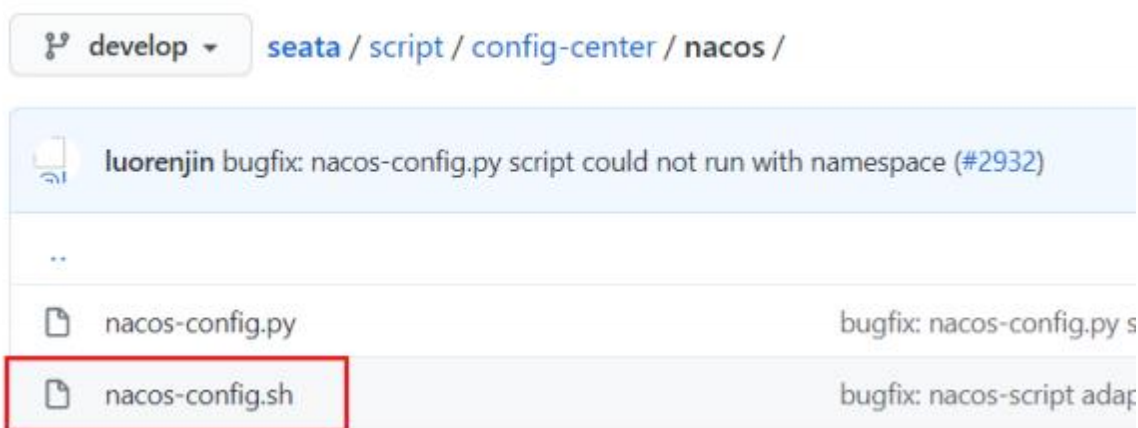 develop seata / script / config-center / nacos /
luorenjin bugfix: nacos-config.py script could not run with namespace (#2932)
..
nacos-config.py bugfix: nacos-config.py s
nacos-config.sh bugfix: nacos-script adap